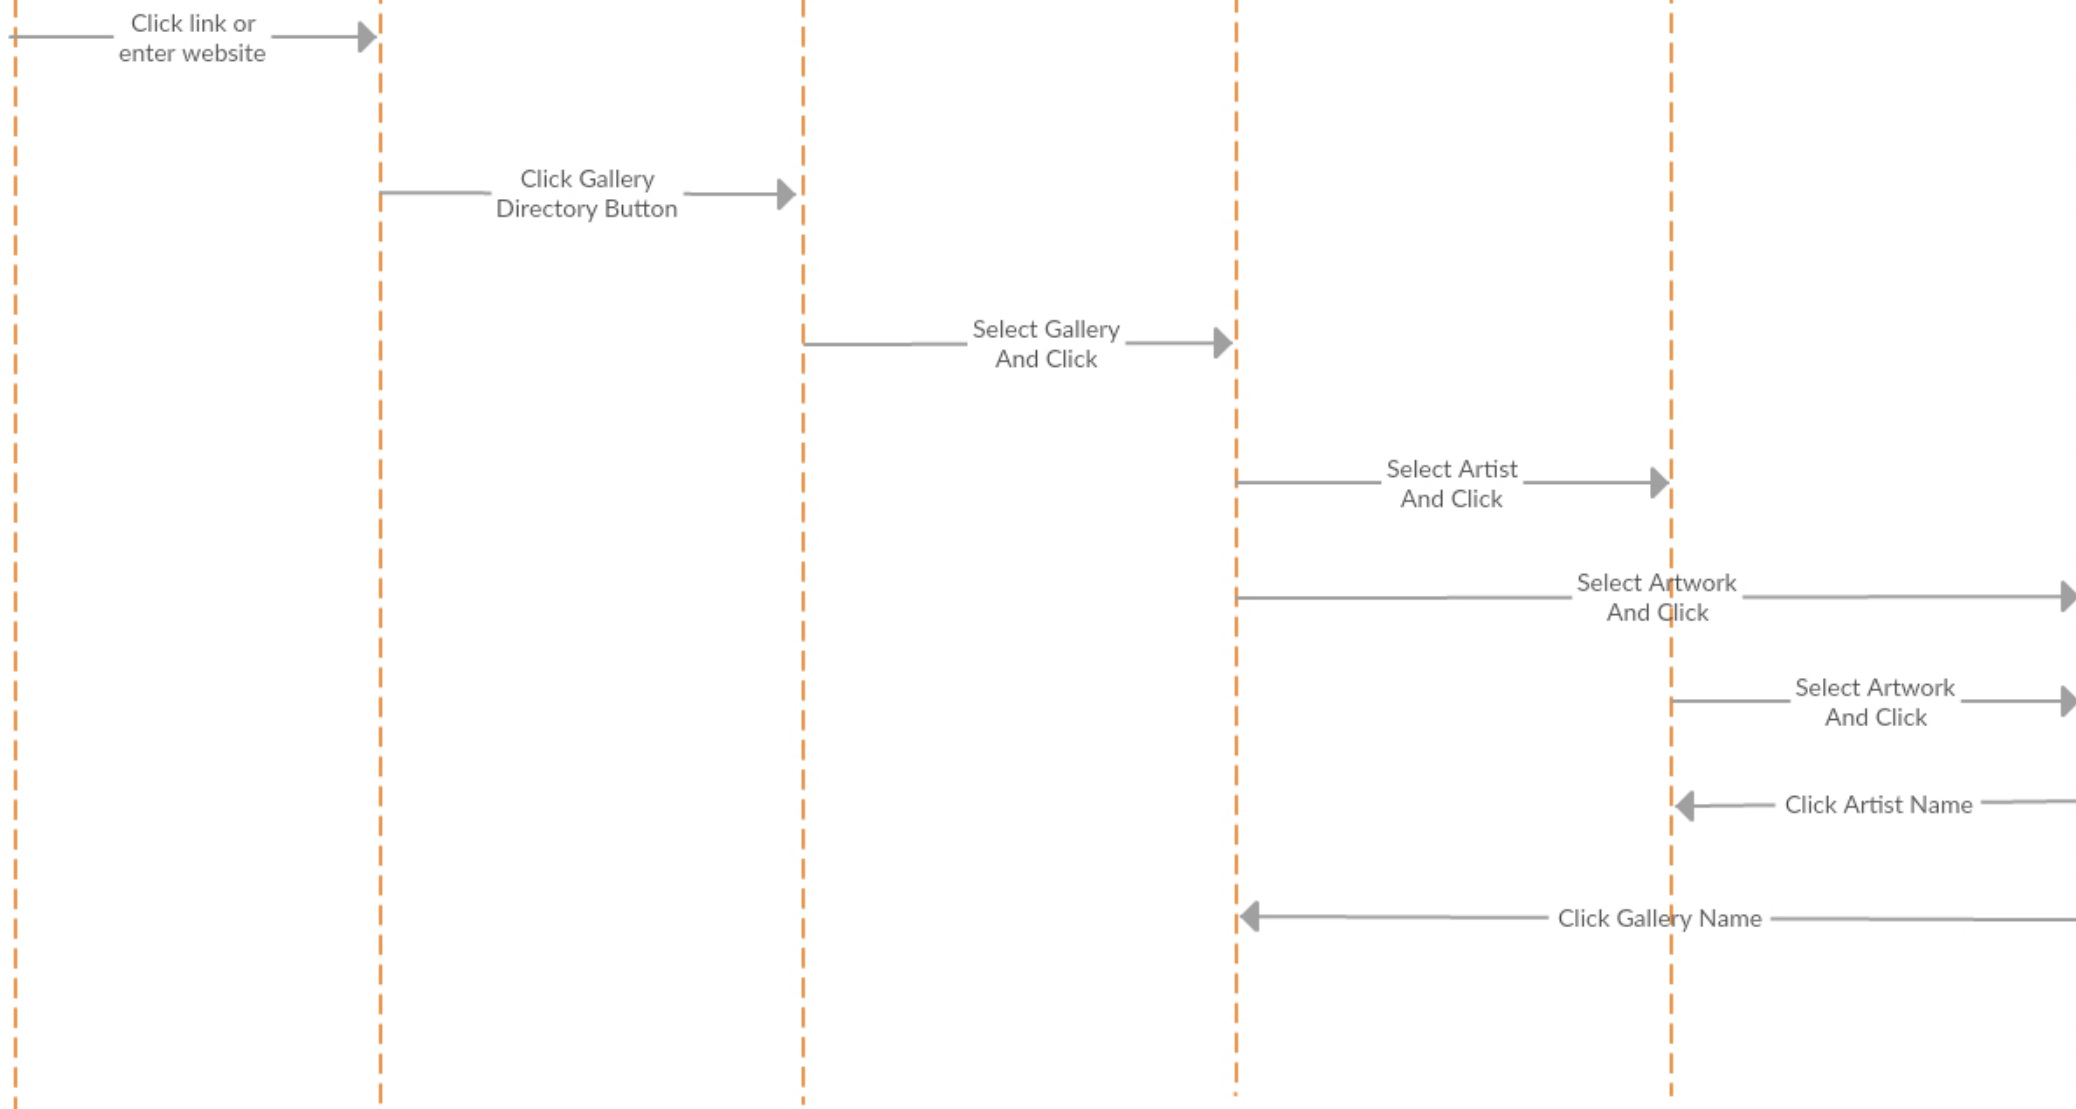 Click link or
enter website
Click Gallery
Directory Button
Select Gallery
And Click
Select Artist
And Click
Select Artwork
And Click
Select Artwork
And Click
Click Artist Name
Click Gallery Name